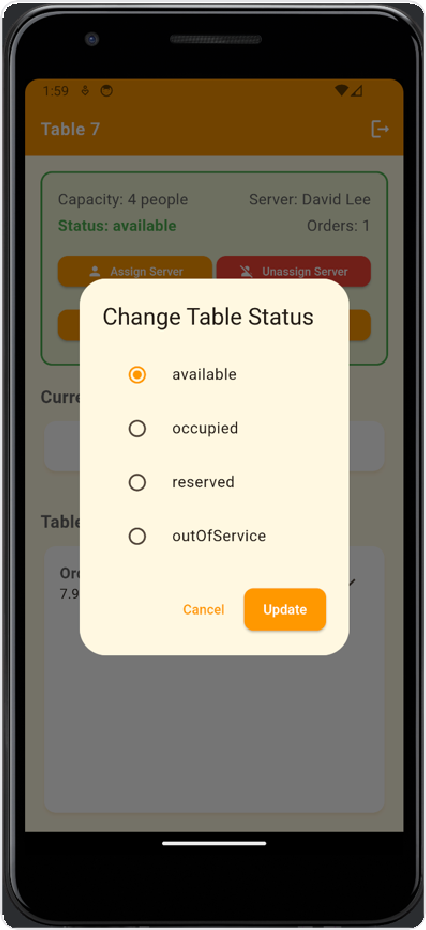 1:59
Table 7
Capacity: 4 people Server: David Lee
Status: available Orders: 1
Assign Server Unassign Server
Change Table Status
available
occupied
reserved
outOfService
Cancel Update